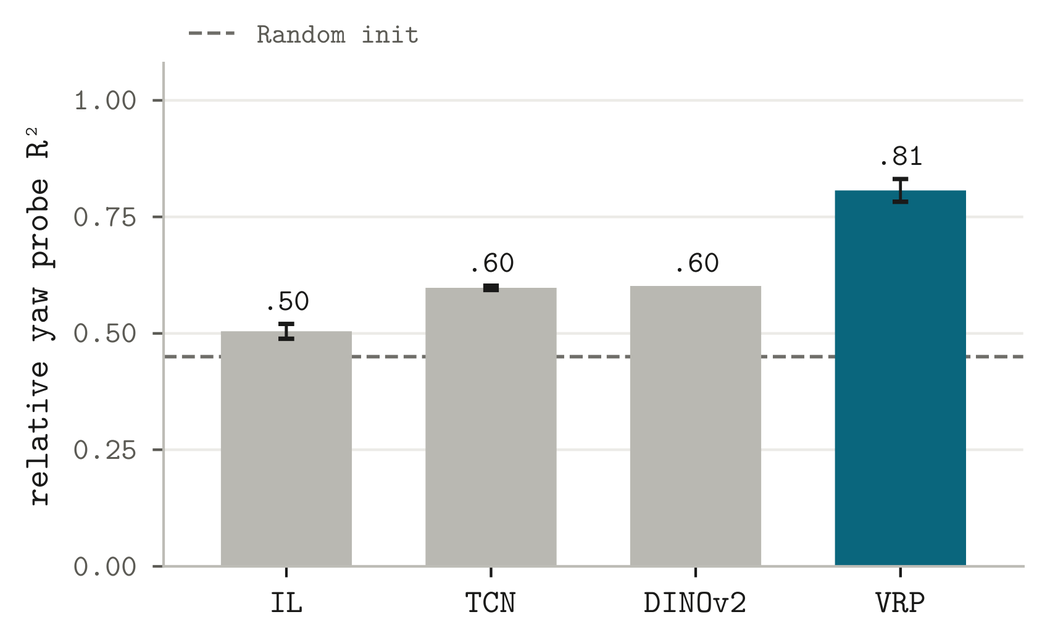 Random init
relative yaw probe R²
1.00
0.75
0.50
0.25
0.00
.50
.60
.60
.81
IL
TCN
DINOv2
VRP